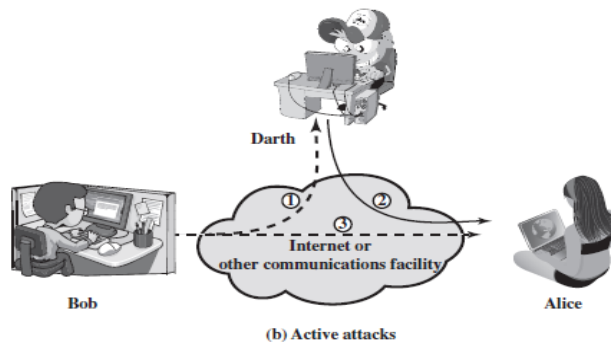 Darth
① ②
③
Internet or
other communications facility
Bob
Alice
(b) Active attacks